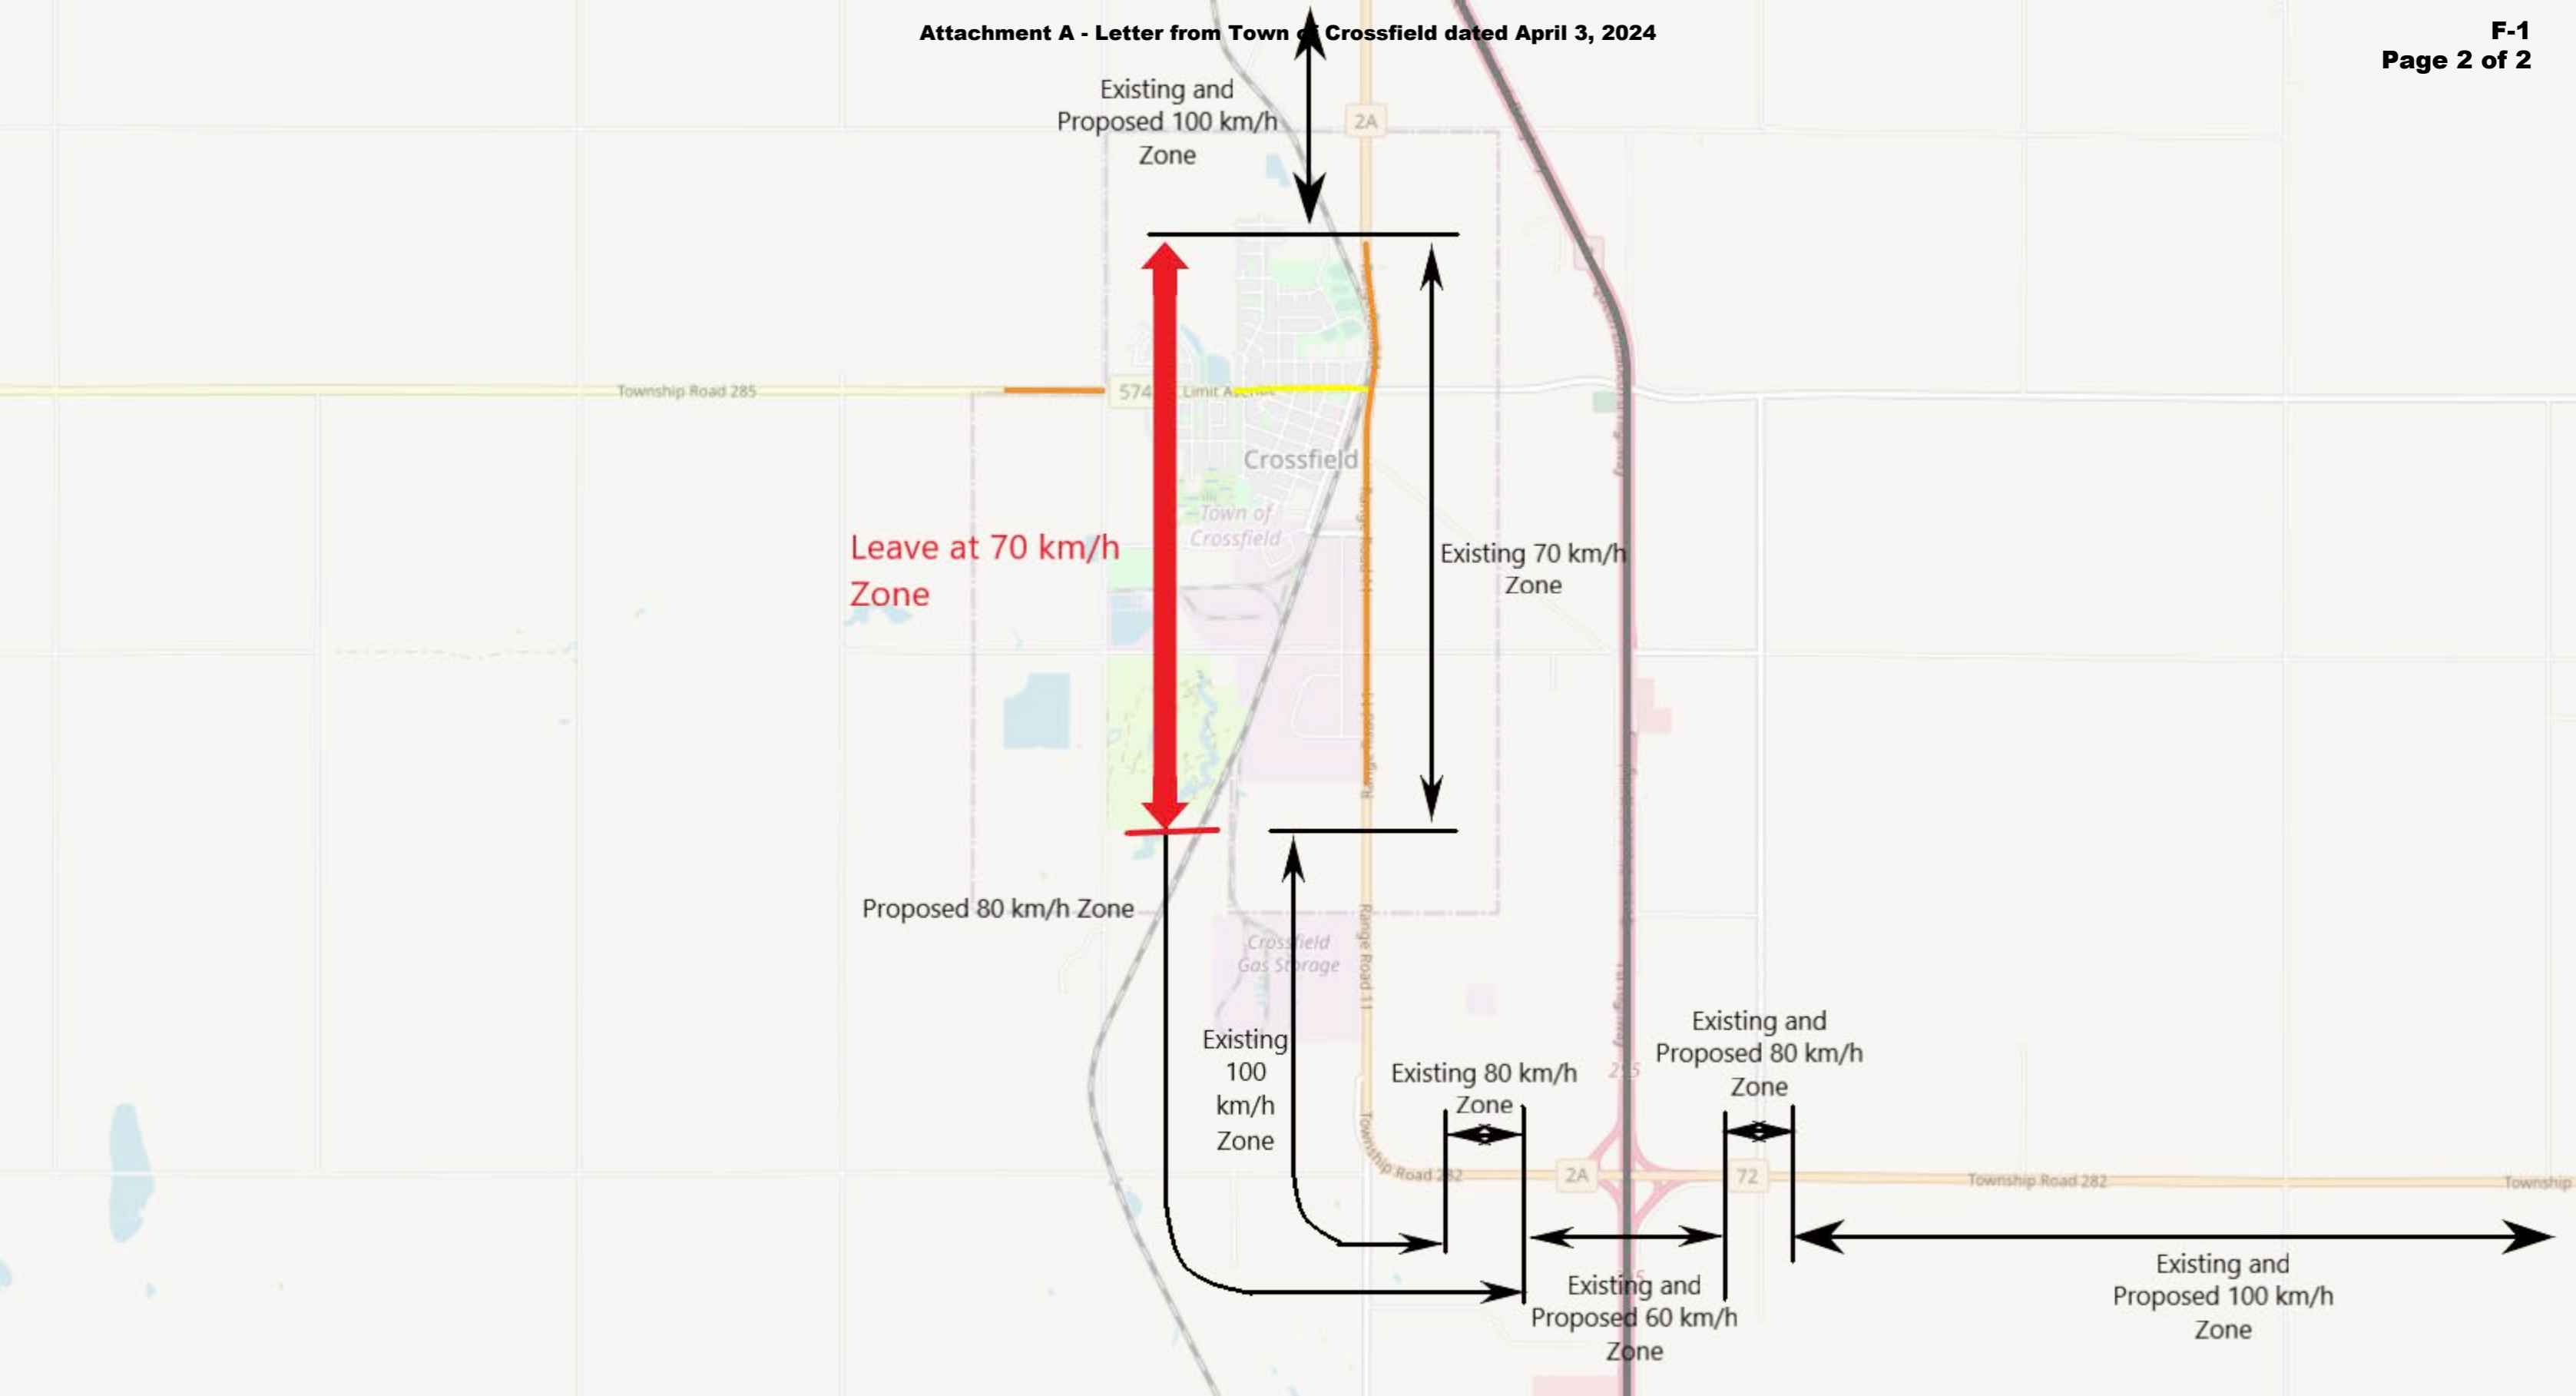 Attachment A - Letter from Town of Crossfield dated April 3, 2024
F-1
Page 2 of 2
Existing and
Proposed 100 km/h
Zone
2A
Township Road 285
574
Limit Avenue
Crossfield
Town of
Crossfield
Leave at 70 km/h
Zone
Existing 70 km/h
Zone
Proposed 80 km/h Zone
Crossfield
Gas Storage
Range Road 11
Existing
100
km/h
Zone
Existing 80 km/h
Zone
Existing and
Proposed 80 km/h
Zone
Township Road 282
2A
72
Township Road 282
Township
Existing and
Proposed 60 km/h
Zone
Existing and
Proposed 100 km/h
Zone